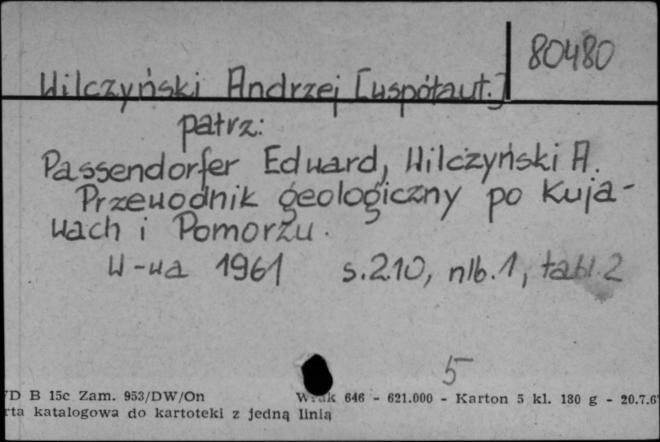 80480
Wilczyński Andrzej [współaut.]
patrz:
Passendorfer Edward, Wilczyński A.
Przewodnik geologiczny po Kuja-
wach i Pomorzu.
W-wa 1961 s.210, nlb.1, tabl.2
5
D B 15c Zam. 953/DW/On 646 - 621.000 - Karton 5 kl. 180 g - 20.7.6
rta katalogowa do kartoteki z jedną linią